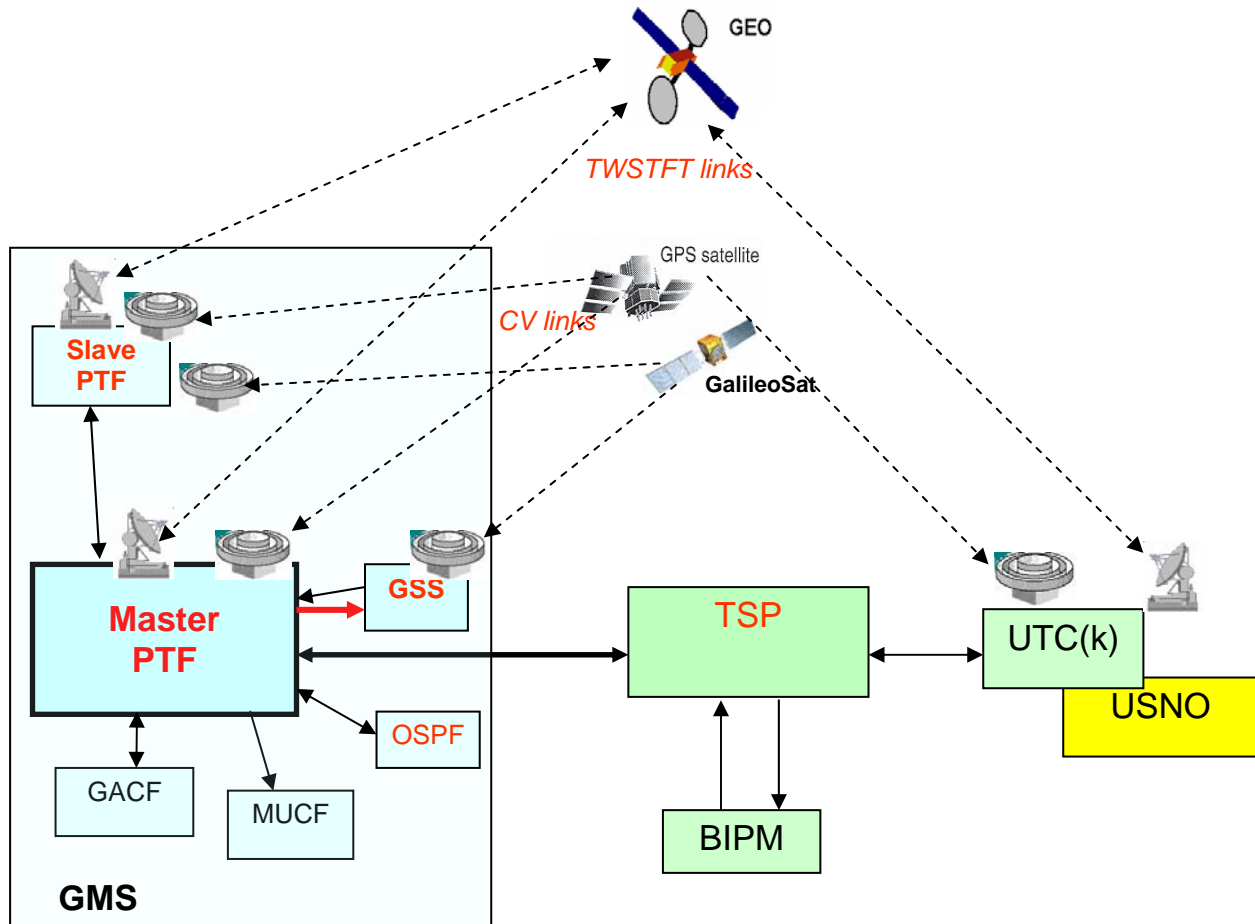 GEO
TWSTFT links
GPS satellite
CV links
GalileoSat
Slave
PTF
Master
PTF
GSS
TSP
UTC(k)
USNO
OSPF
GACF
MUCF
BIPM
GMS